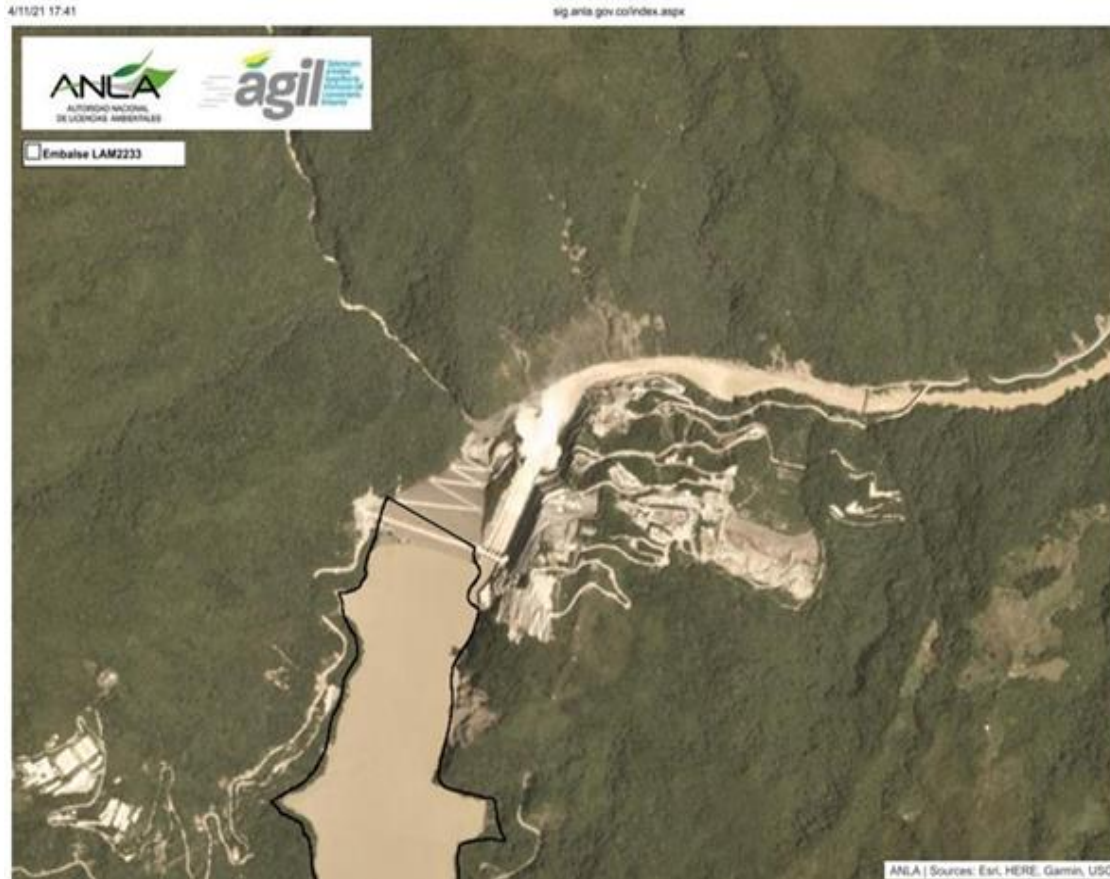 4/11/21 17:41
sig.anla.gov.co/index.aspx
ANLA
AUTORIDAD NACIONAL
DE LICENCIAS AMBIENTALES
ágil
Embalse LAM2233
ANLA | Sources: Esri, HERE, Garmin, USG